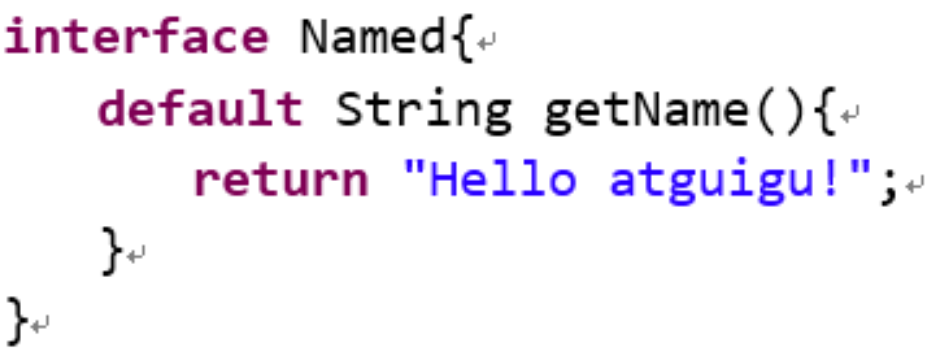 interface Named{
default String getName(){
return "Hello atguigu!";
}
}